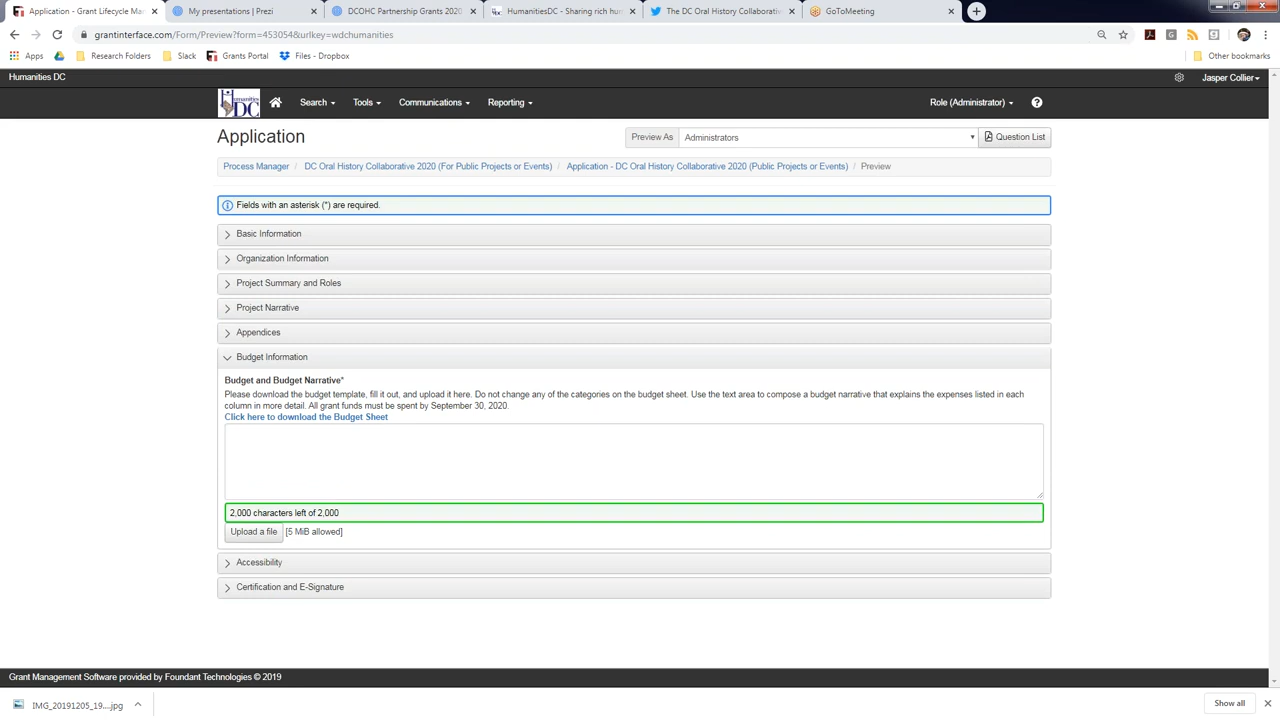 Application - Grant Lifecycle Ma
My presentations | Prezi
DCOHC Partnership Grants 2020
HumanitiesDC - Sharing rich hum
The DC Oral History Collaborativ
GoToMeeting
grantinterface.com/Form/Preview?form=453054&urlkey=wdchumanities
Apps
Research Folders
Slack
Grants Portal
Files - Dropbox
Other bookmarks
Humanities DC
Jasper Collier
Humanities DC
Search
Tools
Communications
Reporting
Role (Administrator)
Application
Preview As
Administrators
Question List
Process Manager / DC Oral History Collaborative 2020 (For Public Projects or Events) / Application - DC Oral History Collaborative 2020 (Public Projects or Events) / Preview
Fields with an asterisk (*) are required.
Basic Information
Organization Information
Project Summary and Roles
Project Narrative
Appendices
Budget Information
Budget and Budget Narrative*
Please download the budget template, fill it out, and upload it here. Do not change any of the categories on the budget sheet. Use the text area to compose a budget narrative that explains the expenses listed in each
column in more detail. All grant funds must be spent by September 30, 2020.
Click here to download the Budget Sheet
2,000 characters left of 2,000
Upload a file [5 MiB allowed]
Accessibility
Certification and E-Signature
Grant Management Software provided by Foundant Technologies © 2019
IMG_20191205_19....jpg
Show all